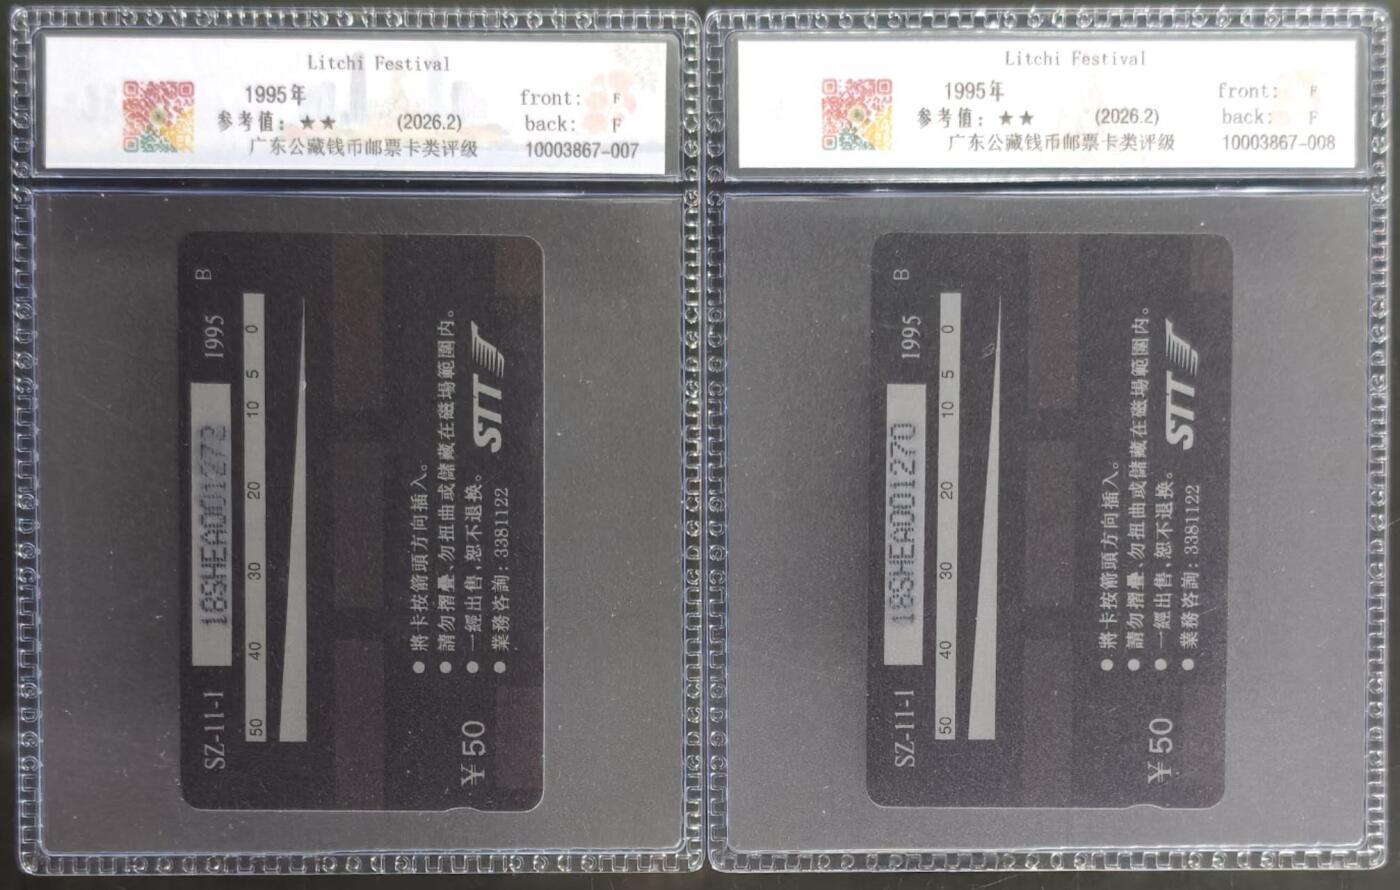 Litchi Festival
1995年
front: F
参考值：★★ (2026.2)
back: F
广东公藏钱币邮票卡类评级
10003867-007
SZ-11-1 18SHEA001273 1995 B
50 40 30 20 10 5 0
● 將卡按箭頭方向插入。
● 請勿摺疊、勿扭曲或儲藏在磁場範圍内。
● 一經出售,恕不退换。
● 業務咨詢: 3381122
¥50
STT
Litchi Festival
1995年
front: F
参考值：★★ (2026.2)
back: F
广东公藏钱币邮票卡类评级
10003867-008
SZ-11-1 18SHEA001270 1995 B
50 40 30 20 10 5 0
● 將卡按箭頭方向插入。
● 請勿摺疊、勿扭曲或儲藏在磁場範圍内。
● 一經出售,恕不退换。
● 業務咨詢: 3381122
¥50
STT